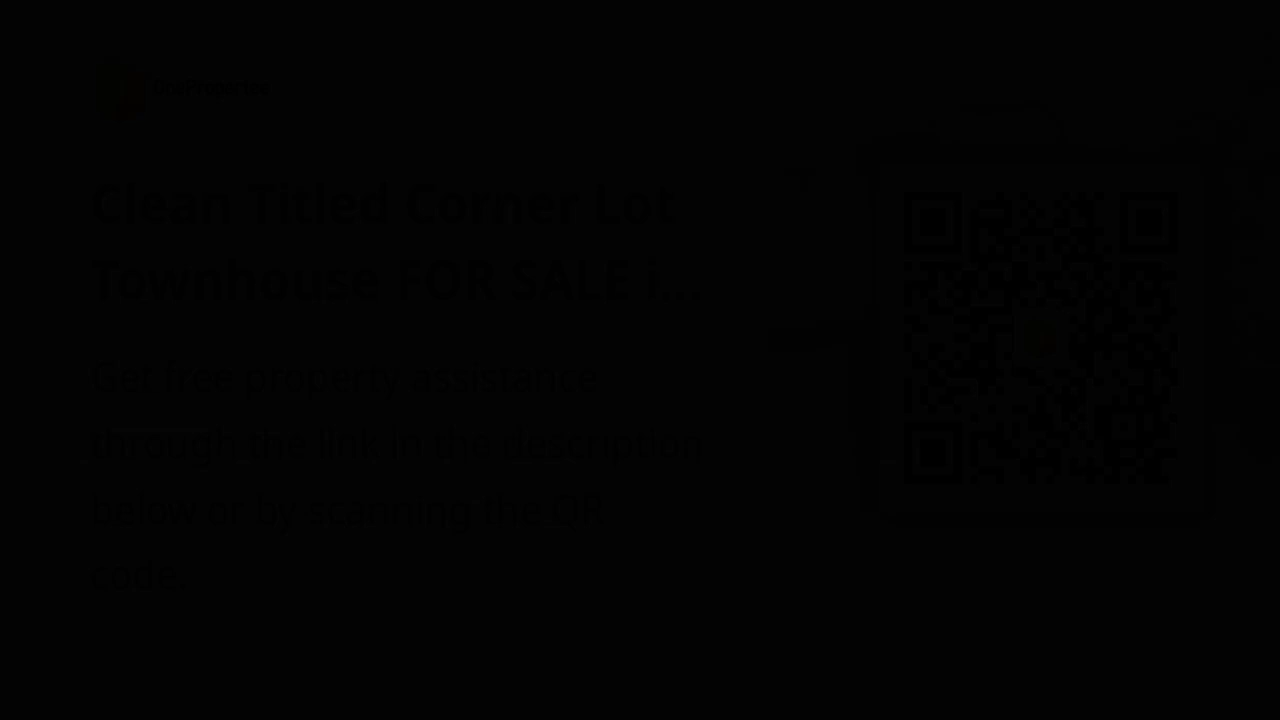 Clean Titled Corner Lot
Townhouse FOR SALE i...
Get free property assistance
through the link in the description
below or by scanning the QR
code.